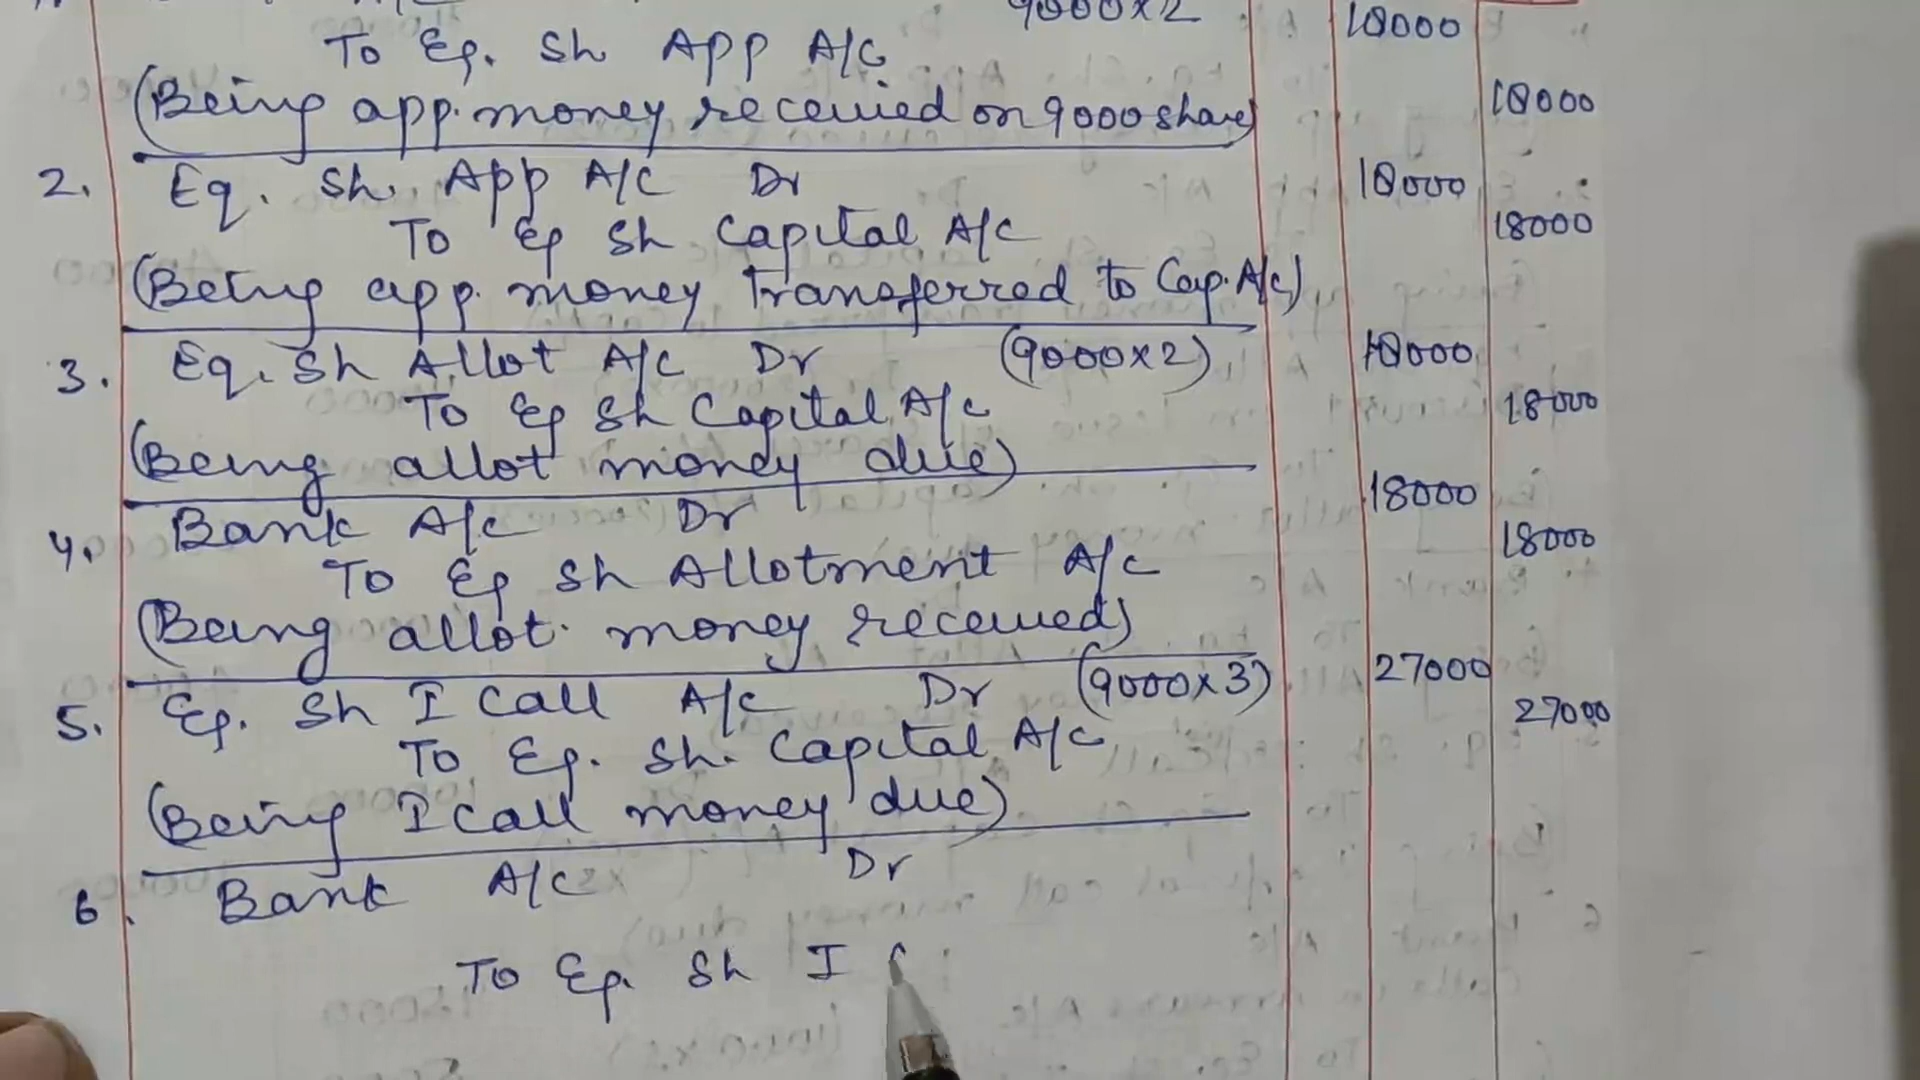 9000x2 18000
To Eq. Sh App A/c 18000
(Being app. money received on 9000 share)
2. Eq. Sh. App A/c Dr 18000
To Eq Sh Capital A/c 18000
(Being app. money Transferred to Cap. A/c)
3. Eq. Sh Allot A/c Dr (9000x2) 18000
To Eq Sh Capital A/c 18000
(Being allot money due)
4. Bank A/c Dr 18000
To Eq Sh Allotment A/c 18000
(Being allot. money received)
5. Eq. Sh I Call A/c Dr (9000x3) 27000
To Eq. Sh. Capital A/c 27000
(Being I Call money due)
6. Bank A/c Dr
To Eq. Sh I